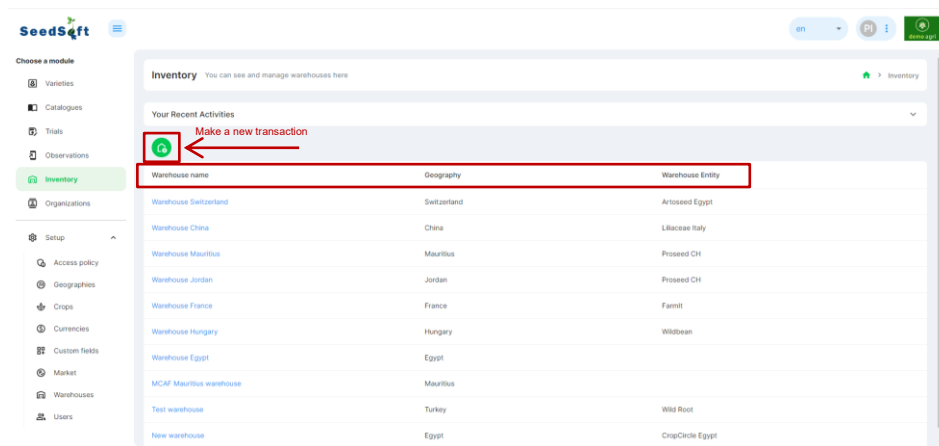 SeedSoft
en
PI
demo agri
Choose a module
Varieties
Catalogues
Trials
Observations
Inventory
Organizations
Setup
Access policy
Geographies
Crops
Currencies
Custom fields
Market
Warehouses
Users
Inventory You can see and manage warehouses here
> Inventory
Your Recent Activities
Make a new transaction
Warehouse name Geography Warehouse Entity
Warehouse Switzerland Switzerland Artoseed Egypt
Warehouse China China Liliaceae Italy
Warehouse Mauritius Mauritius Proseed CH
Warehouse Jordan Jordan Proseed CH
Warehouse France France FarmIt
Warehouse Hungary Hungary Wildbean
Warehouse Egypt Egypt
MCAF Mauritius warehouse Mauritius
Test warehouse Turkey Wild Root
New warehouse Egypt CropCircle Egypt